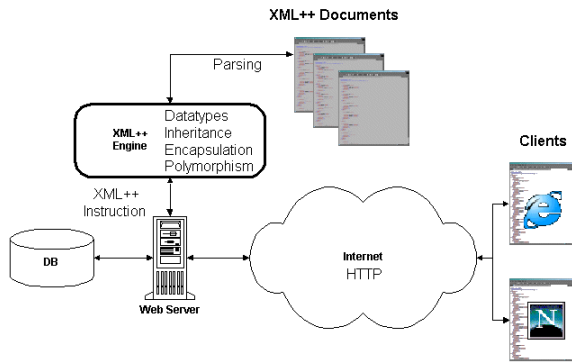 XML++ Documents
Parsing
XML++
Engine
Datatypes
Inheritance
Encapsulation
Polymorphism
Clients
XML++
Instruction
DB
Internet
HTTP
Web Server
N